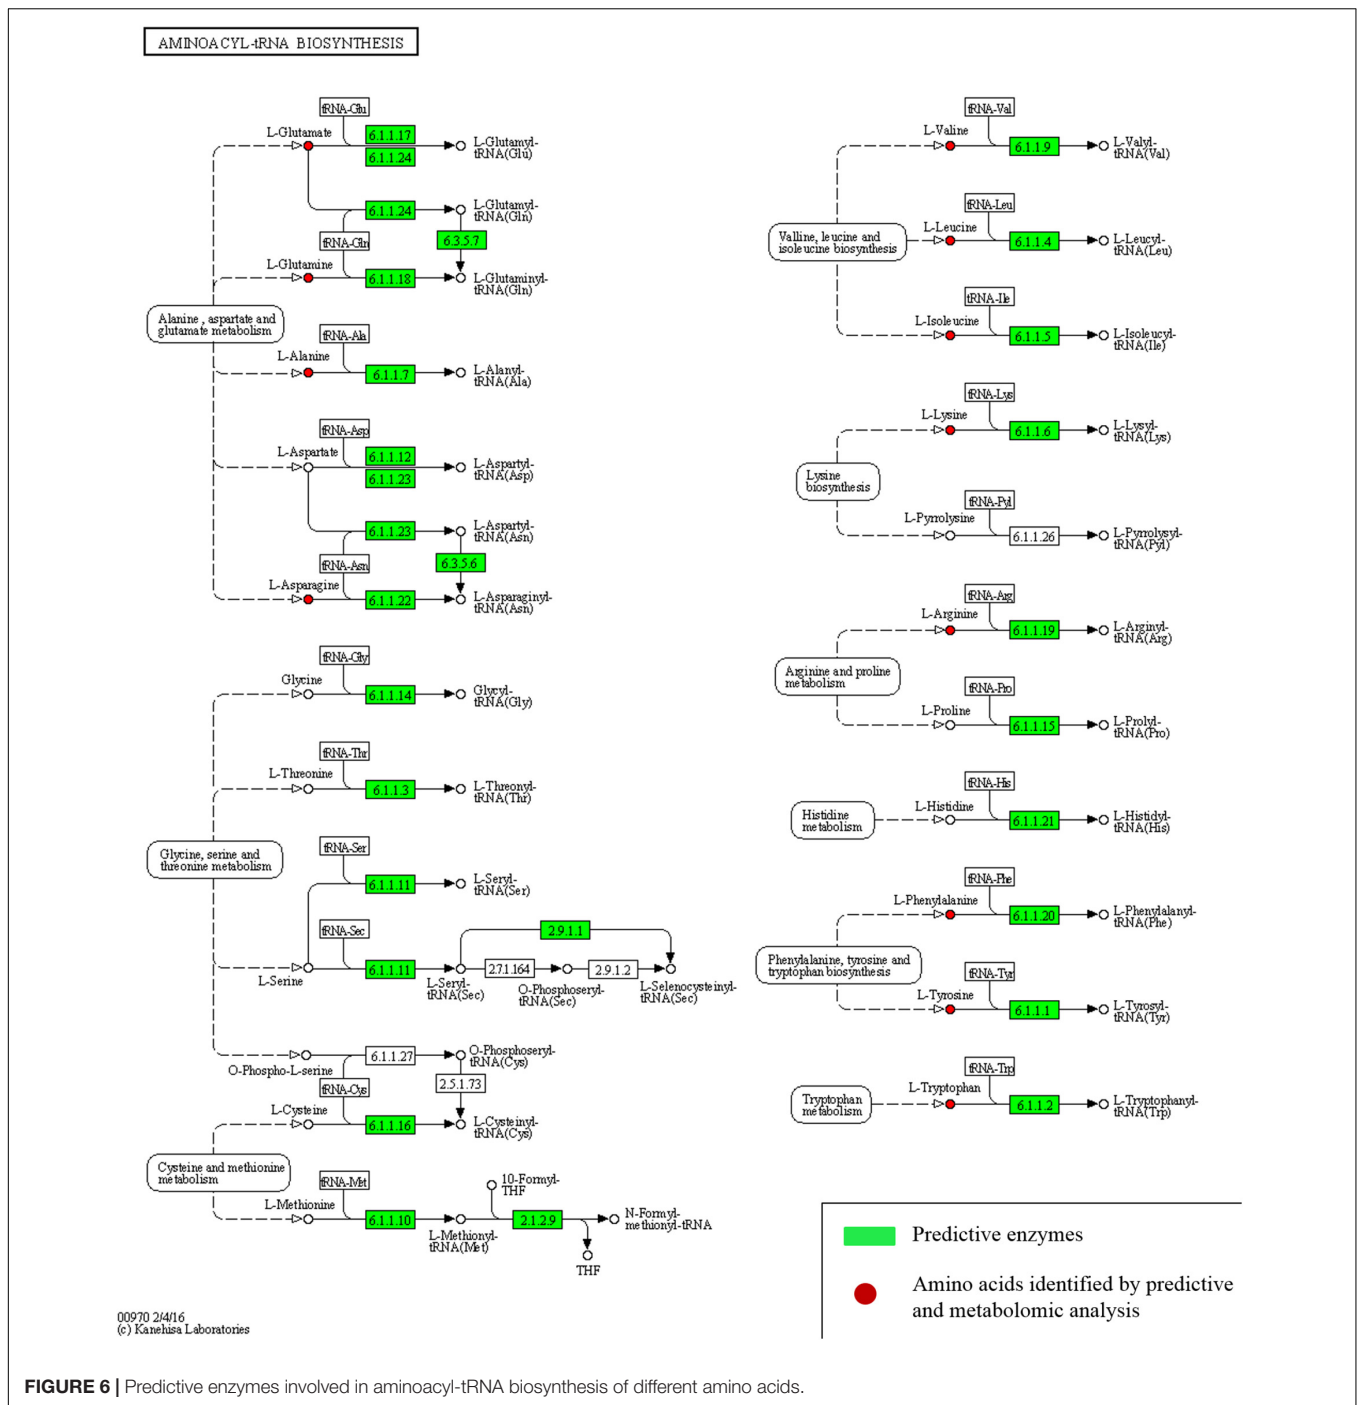 AMINOACYL-tRNA BIOSYNTHESIS
tRNA-Glu
L-Glutamate
6.1.1.17
6.1.1.24
L-Glutamyl-
tRNA(Glu)
6.1.1.24
L-Glutamyl-
tRNA(Gln)
tRNA-Gln
6.3.5.7
L-Glutamine
6.1.1.18
L-Glutaminyl-
tRNA(Gln)
Alanine, aspartate and
glutamate metabolism
tRNA-Ala
L-Alanine
6.1.1.7
L-Alanyl-
tRNA(Ala)
tRNA-Asp
L-Aspartate
6.1.1.12
6.1.1.23
L-Aspartyl-
tRNA(Asp)
6.1.1.23
L-Aspartyl-
tRNA(Asn)
tRNA-Asn
6.3.5.6
L-Asparagine
6.1.1.22
L-Asparaginyl-
tRNA(Asn)
tRNA-Gly
Glycine
6.1.1.14
Glycyl-
tRNA(Gly)
tRNA-Thr
L-Threonine
6.1.1.3
L-Threonyl-
tRNA(Thr)
Glycine, serine and
threonine metabolism
tRNA-Ser
6.1.1.11
L-Seryl-
tRNA(Ser)
tRNA-Sec
L-Serine
6.1.1.11
L-Seryl-
tRNA(Sec)
2.9.1.1
2.7.1.164
O-Phosphoseryl-
tRNA(Sec)
2.9.1.2
L-Selenocysteinyl-
tRNA(Sec)
O-Phospho-L-serine
6.1.1.27
O-Phosphoseryl-
tRNA(Cys)
tRNA-Cys
2.5.1.73
L-Cysteine
6.1.1.16
L-Cysteinyl-
tRNA(Cys)
Cysteine and methionine
metabolism
tRNA-Met
L-Methionine
6.1.1.10
L-Methionyl-
tRNA(Met)
10-Formyl-
THF
2.1.2.9
THF
N-Formyl-
methionyl-tRNA
tRNA-Val
L-Valine
6.1.1.9
L-Valyl-
tRNA(Val)
Valline, leucine and
isoleucine biosynthesis
tRNA-Leu
L-Leucine
6.1.1.4
L-Leucyl-
tRNA(Leu)
tRNA-Ile
L-Isoleucine
6.1.1.5
L-Isoleucyl-
tRNA(Ile)
tRNA-Lys
L-Lysine
6.1.1.6
L-Lysyl-
tRNA(Lys)
Lysine
biosynthesis
tRNA-Pyl
L-Pyrrolysine
6.1.1.26
L-Pyrrolysyl-
tRNA(Pyl)
tRNA-Arg
L-Arginine
6.1.1.19
L-Arginyl-
tRNA(Arg)
Arginine and proline
metabolism
tRNA-Pro
L-Proline
6.1.1.15
L-Prolyl-
tRNA(Pro)
tRNA-His
Histidine
metabolism
L-Histidine
6.1.1.21
L-Histidyl-
tRNA(His)
tRNA-Phe
L-Phenylalanine
6.1.1.20
L-Phenylalanyl-
tRNA(Phe)
Phenylalanine, tyrosine and
tryptophan biosynthesis
tRNA-Tyr
L-Tyrosine
6.1.1.1
L-Tyrosyl-
tRNA(Tyr)
tRNA-Trp
Tryptophan
metabolism
L-Tryptophan
6.1.1.2
L-Tryptophanyl-
tRNA(Trp)
Predictive enzymes
Amino acids identified by predictive
and metabolomic analysis
00970 2/4/16
(c) Kanehisa Laboratories
FIGURE 6 | Predictive enzymes involved in aminoacyl-tRNA biosynthesis of different amino acids.